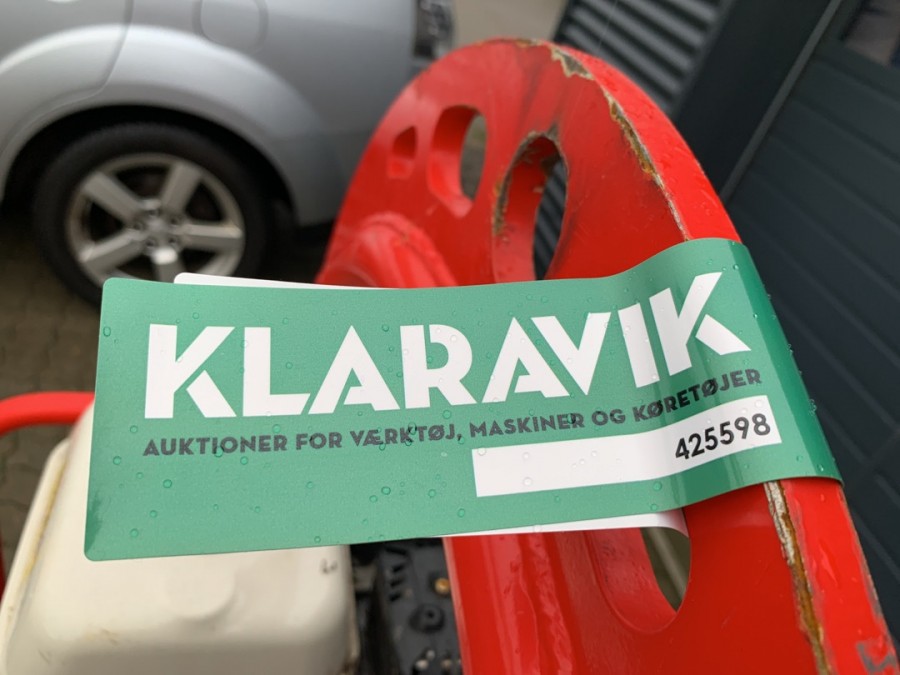 KLARAVIK
AUKTIONER FOR VÆRKTØJ, MASKINER OG KØRETØJER
425598